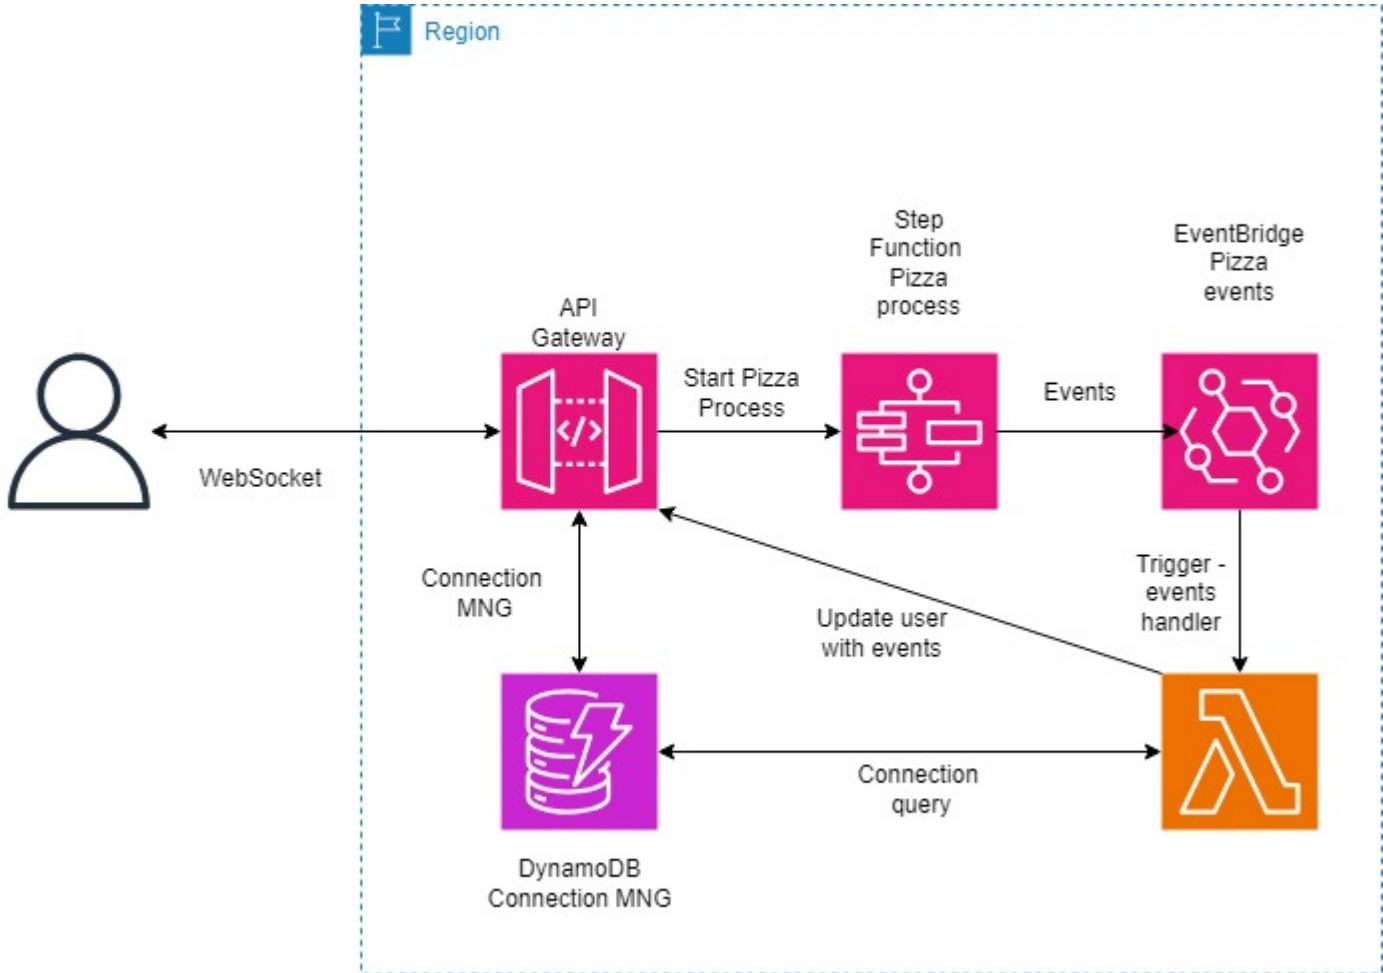 Region
Step
Function
Pizza
process
EventBridge
Pizza
events
API
Gateway
</>
Start Pizza
Process
Events
WebSocket
Connection
MNG
Update user
with events
Trigger -
events
handler
Connection
query
DynamoDB
Connection MNG